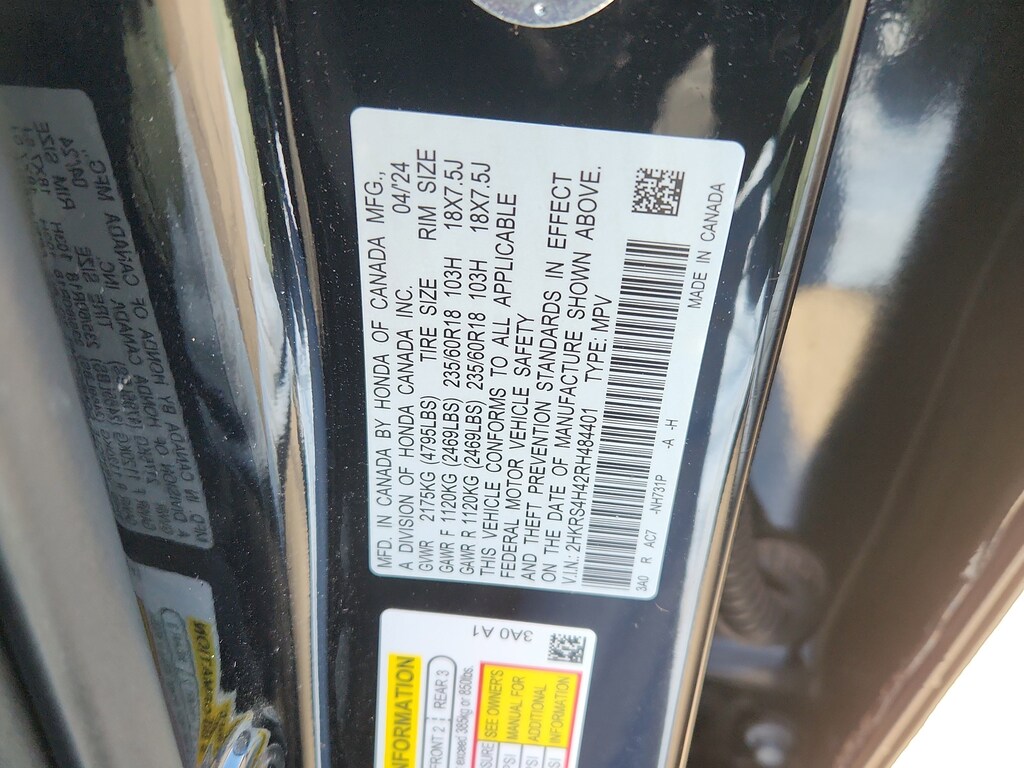 MFD. IN CANADA BY HONDA OF CANADA MFG.,
A DIVISION OF HONDA CANADA INC. 04/'24
GVWR 2175KG (4795LBS) TIRE SIZE RIM SIZE
GAWR F 1120KG (2469LBS) 235/60R18 103H 18X7.5J
GAWR R 1120KG (2469LBS) 235/60R18 103H 18X7.5J
THIS VEHICLE CONFORMS TO ALL APPLICABLE
FEDERAL MOTOR VEHICLE SAFETY
AND THEFT PREVENTION STANDARDS IN EFFECT
ON THE DATE OF MANUFACTURE SHOWN ABOVE.
V.I.N.: 2HKRS4H42RH484401 TYPE: MPV
3A0 R AC7 -NH731P -A -H
MADE IN CANADA
3A0 A1
FRONT 2 REAR 3
exceed 385kg or 850lbs.
SEE OWNER'S
MANUAL FOR
ADDITIONAL
INFORMATION